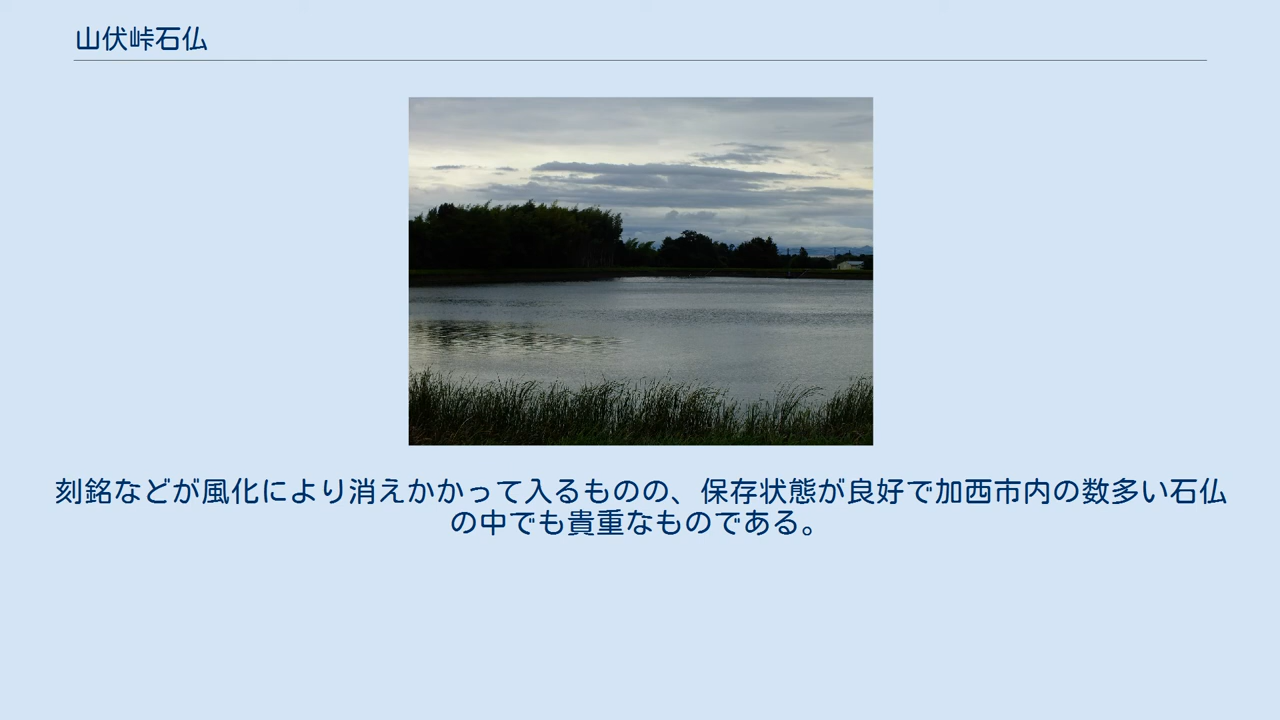 山伏峠石仏
刻銘などが風化により消えかかって入るものの、保存状態が良好で加西市内の数多い石仏
の中でも貴重なものである。